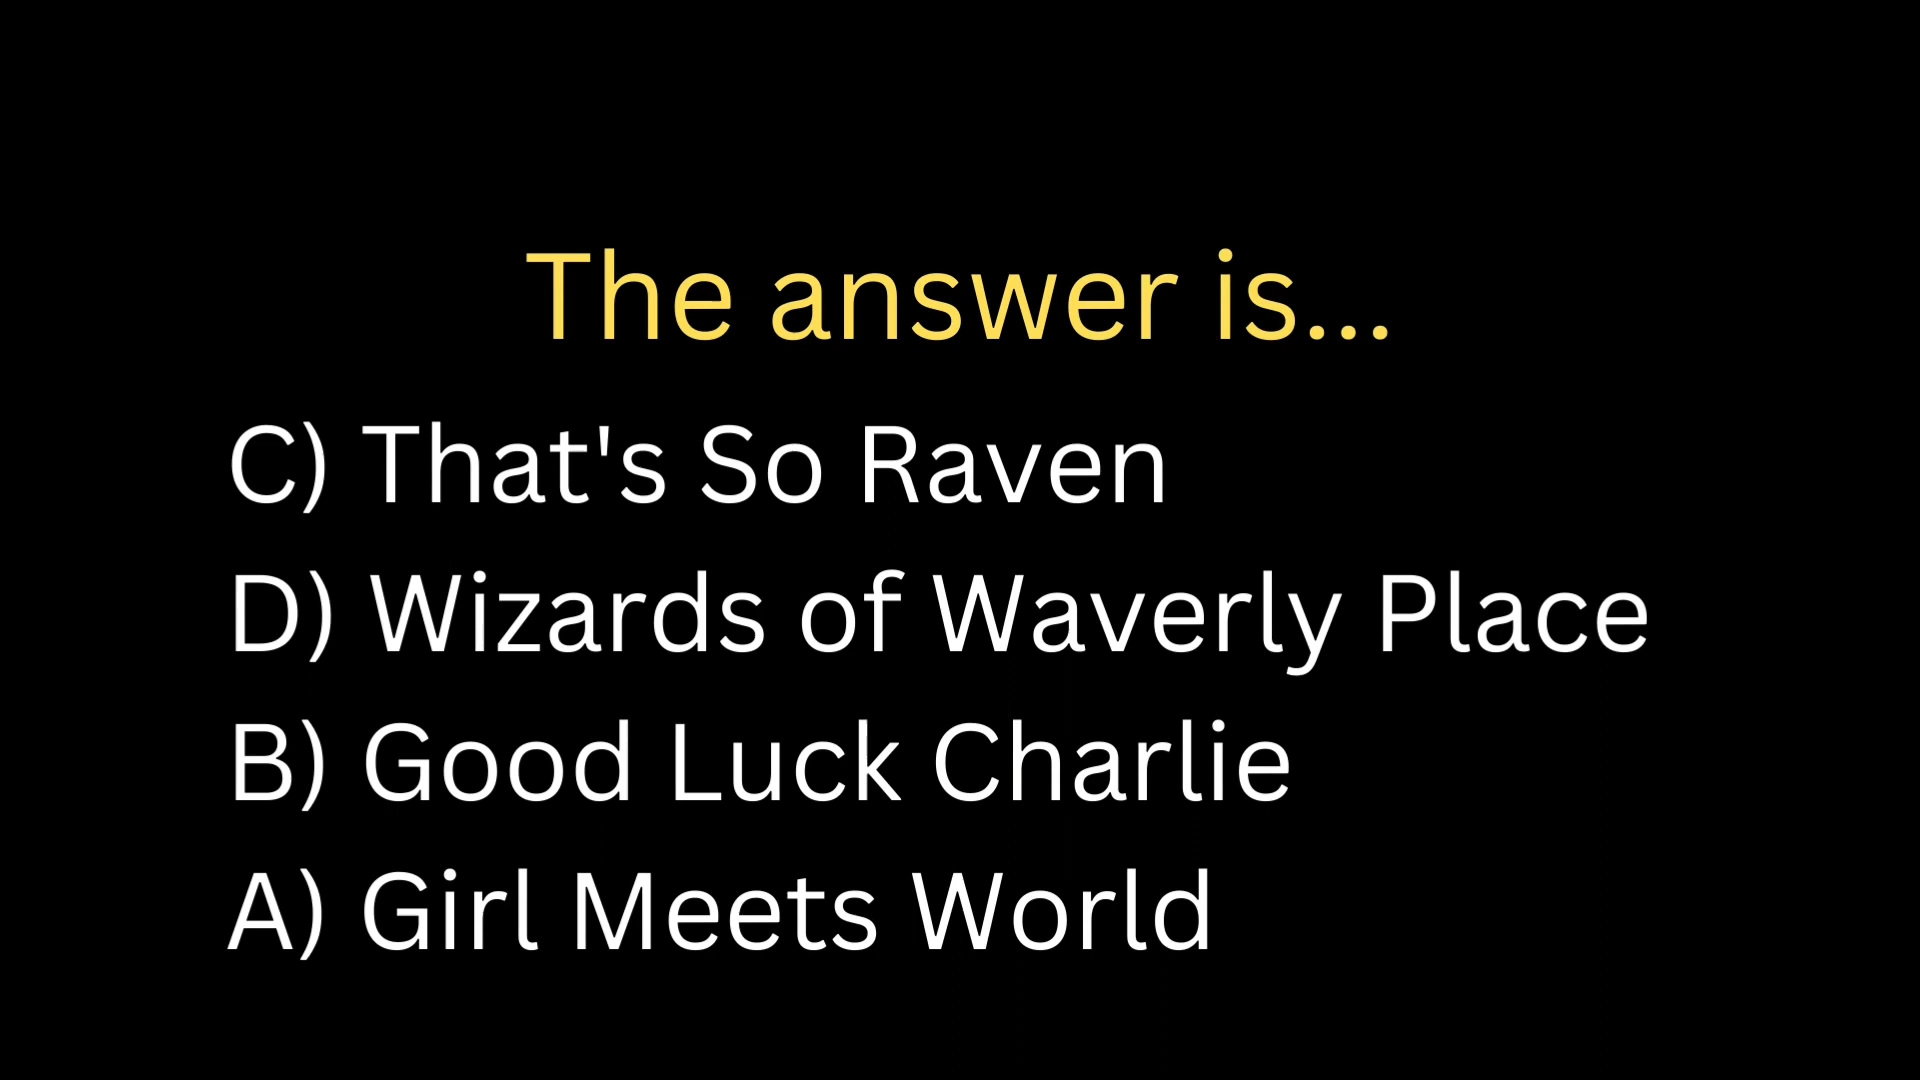 The answer is...
C) That's So Raven
D) Wizards of Waverly Place
B) Good Luck Charlie
A) Girl Meets World